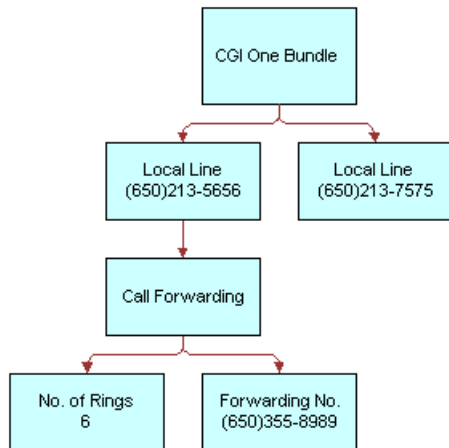 CGI One Bundle
Local Line
(650)213-5656
Local Line
(650)213-7575
Call Forwarding
No. of Rings
6
Forwarding No.
(650)355-8989